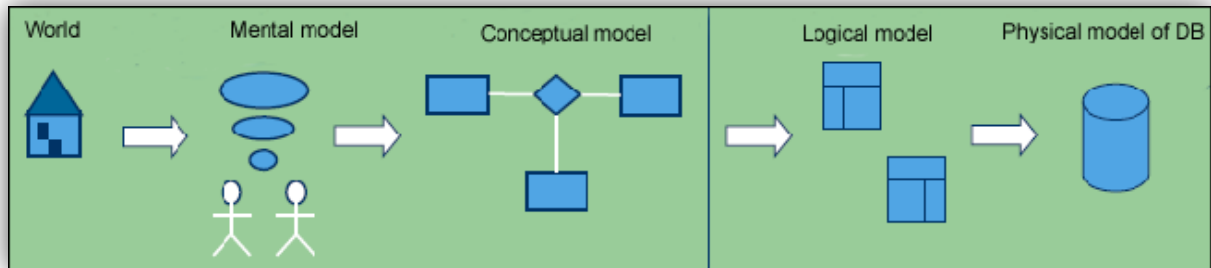 World
Mental model
Conceptual model
Logical model
Physical model of DB